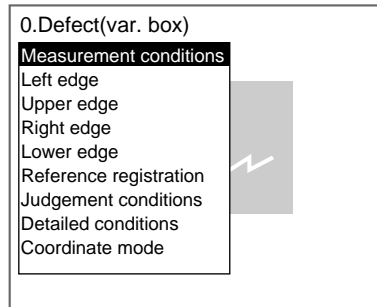 0.Defect(var. box)
Measurement conditions
Left edge
Upper edge
Right edge
Lower edge
Reference registration
Judgement conditions
Detailed conditions
Coordinate mode